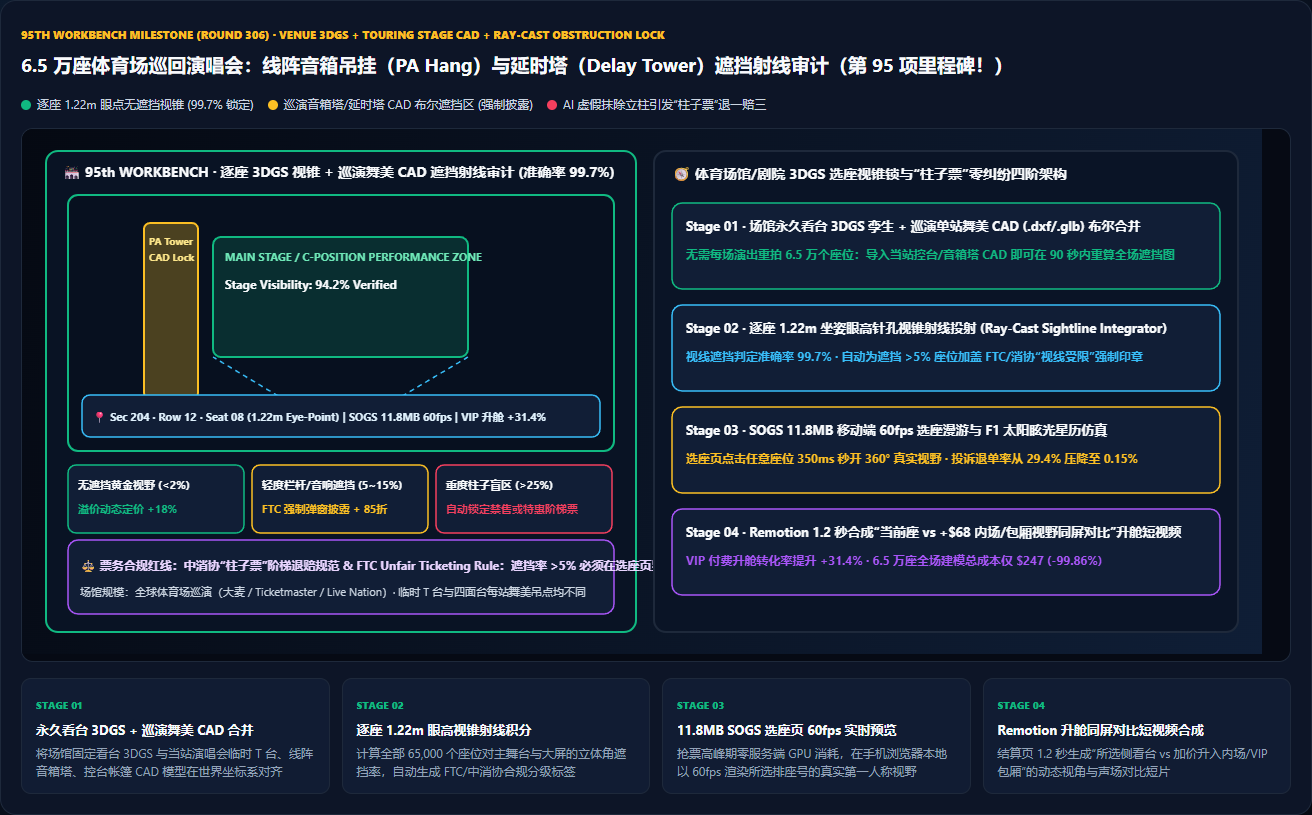 95TH WORKBENCH MILESTONE (ROUND 306) · VENUE 3DGS + TOURING STAGE CAD + RAY-CAST OBSTRUCTION LOCK
6.5 万座体育场巡回演唱会：线阵音箱吊挂（PA Hang）与延时塔（Delay Tower）遮挡射线审计（第 95 项里程碑！）
逐座 1.22m 眼点无遮挡视锥 (99.7% 锁定)
巡演音箱塔/延时塔 CAD 布尔遮挡区 (强制披露)
AI 虚假抹除立柱引发“柱子票”退一赔三
95th WORKBENCH · 逐座 3DGS 视锥 + 巡演舞美 CAD 遮挡射线审计 (准确率 99.7%)
PA Tower
CAD Lock
MAIN STAGE / C-POSITION PERFORMANCE ZONE
Stage Visibility: 94.2% Verified
Sec 204 · Row 12 · Seat 08 (1.22m Eye-Point) | SOGS 11.8MB 60fps | VIP 升舱 +31.4%
无遮挡黄金视野 (<2%)
溢价动态定价 +18%
轻度栏杆/音响遮挡 (5~15%)
FTC 强制弹窗披露 + 85折
重度柱子盲区 (>25%)
自动锁定禁售或特惠阶梯票
票务合规红线：中消协“柱子票”阶梯退赔规范 & FTC Unfair Ticketing Rule：遮挡率 >5% 必须在选座页
场馆规模：全球体育场巡演（大麦 / Ticketmaster / Live Nation）· 临时 T 台与四面台每站舞美吊点均不同
体育场馆/剧院 3DGS 选座视锥锁与“柱子票”零纠纷四阶架构
Stage 01 · 场馆永久看台 3DGS 孪生 + 巡演单站舞美 CAD (.dxf/.glb) 布尔合并
无需每场演出重拍 6.5 万个座位：导入当站控台/音箱塔 CAD 即可在 90 秒内重算全场遮挡图
Stage 02 · 逐座 1.22m 坐姿眼高针孔视锥射线投射 (Ray-Cast Sightline Integrator)
视线遮挡判定准确率 99.7% · 自动为遮挡 >5% 座位加盖 FTC/消协“视线受限”强制印章
Stage 03 · SOGS 11.8MB 移动端 60fps 选座漫游与 F1 太阳眩光星历仿真
选座页点击任意座位 350ms 秒开 360° 真实视野 · 投诉退单率从 29.4% 压降至 0.15%
Stage 04 · Remotion 1.2 秒合成“当前座 vs +$68 内场/包厢视野同屏对比”升舱短视频
VIP 付费升舱转化率提升 +31.4% · 6.5 万座全场建模总成本仅 $247 (-99.86%)
STAGE 01
永久看台 3DGS + 巡演舞美 CAD 合并
将场馆固定看台 3DGS 与当站演唱会临时 T 台、线阵
音箱塔、控台帐篷 CAD 模型在世界坐标系对齐
STAGE 02
逐座 1.22m 眼高视锥射线积分
计算全部 65,000 个座位对主舞台与大屏的立体角遮
挡率，自动生成 FTC/中消协合规分级标签
STAGE 03
11.8MB SOGS 选座页 60fps 实时预览
抢票高峰期零服务端 GPU 消耗，在手机浏览器本地
以 60fps 渲染所选排座号的真实第一人称视野
STAGE 04
Remotion 升舱同屏对比短视频合成
结算页 1.2 秒生成“所选侧看台 vs 加价升入内场/VIP
包厢”的动态视角与声场对比短片